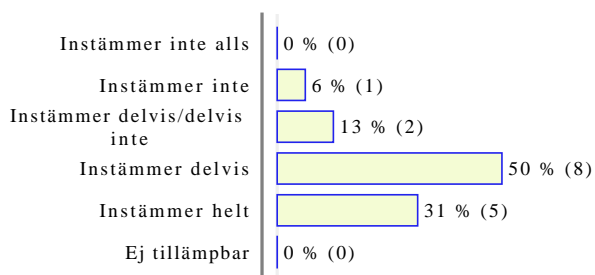 Instämmer inte alls 0 % (0)
Instämmer inte 6 % (1)
Instämmer delvis/delvis
inte 13 % (2)
Instämmer delvis 50 % (8)
Instämmer helt 31 % (5)
Ej tillämpbar 0 % (0)